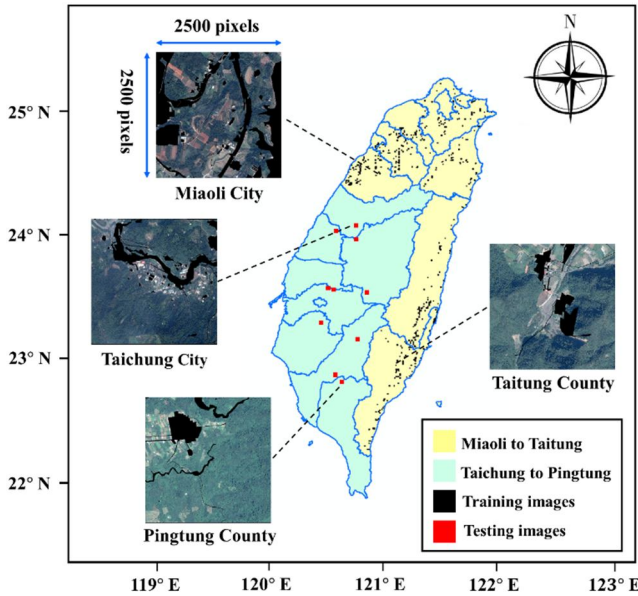 2500 pixels
2500 pixels
Miaoli City
N
25° N
24° N
Taichung City
23° N
Taitung County
22° N
Pingtung County
Miaoli to Taitung
Taichung to Pingtung
Training images
Testing images
119° E
120° E
121° E
122° E
123° E